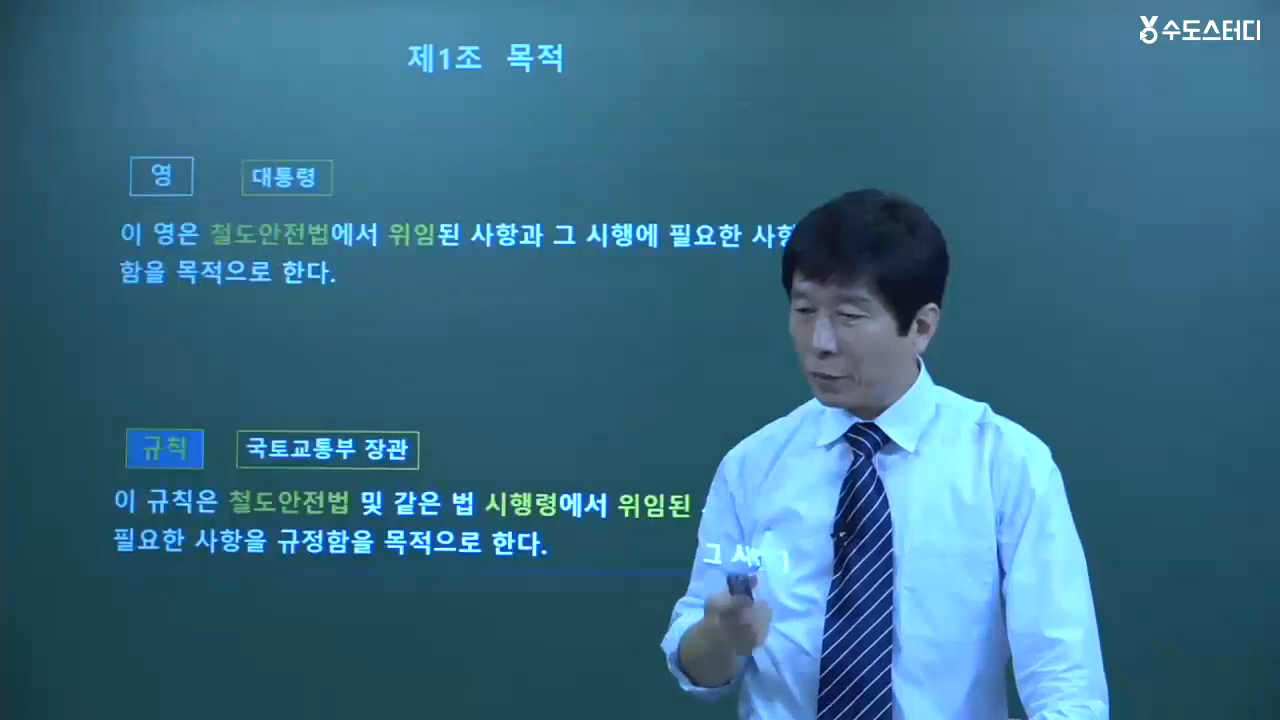 수도스터디
제1조 목적
영 대통령
이 영은 철도안전법에서 위임된 사항과 그 시행에 필요한 사항
함을 목적으로 한다.
규칙 국토교통부 장관
이 규칙은 철도안전법 및 같은 법 시행령에서 위임된
그
필요한 사항을 규정함을 목적으로 한다.